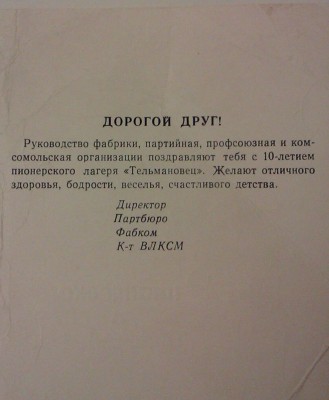 ДОРОГОЙ ДРУГ!
Руководство фабрики, партийная, профсоюзная и ком-
сомольская организации поздравляют тебя с 10-летием
пионерского лагеря «Тельмановец». Желают отличного
здоровья, бодрости, веселья, счастливого детства.
Директор
Партбюро
Фабком
К-т ВЛКСМ